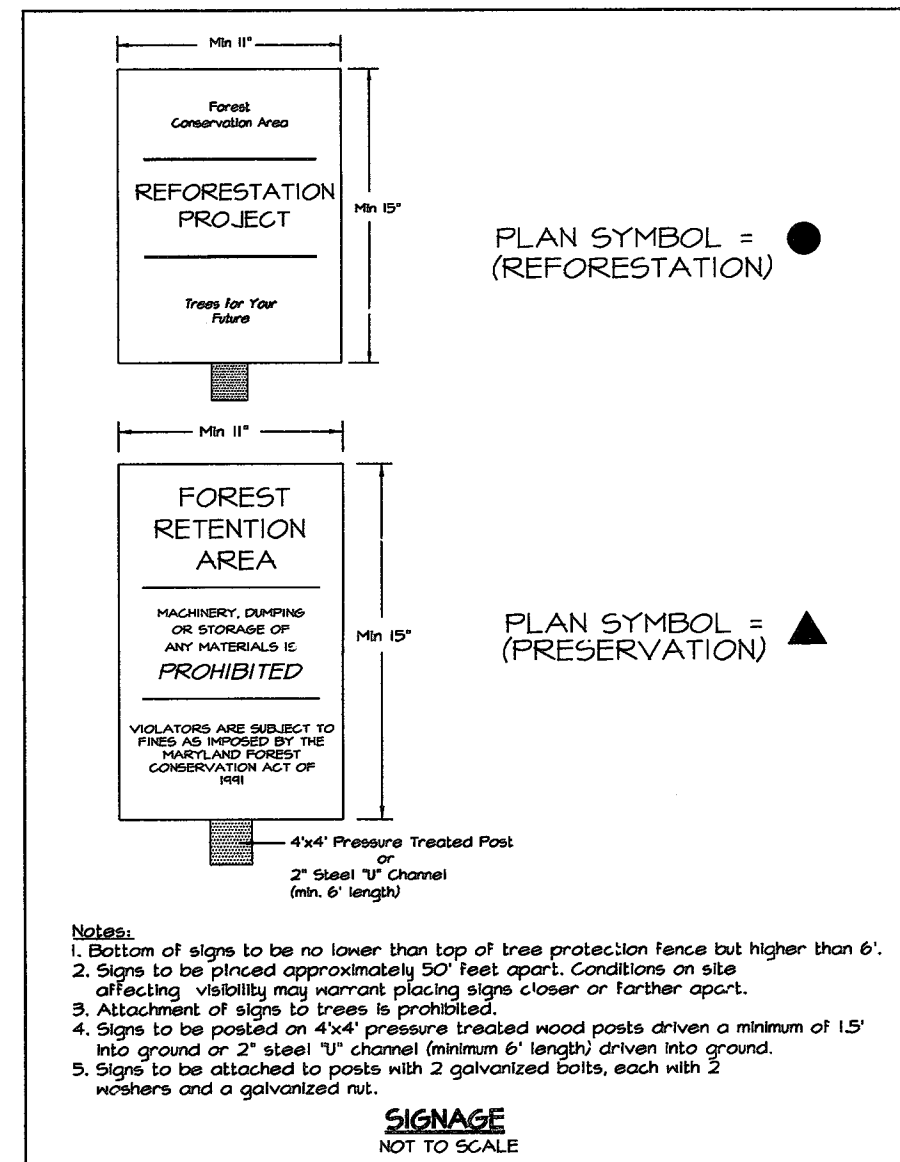 Min 11"
Forest
Conservation Area
REFORESTATION
PROJECT
Trees for Your
Future
Min 15"
PLAN SYMBOL =
(REFORESTATION)
Min 11"
FOREST
RETENTION
AREA
MACHINERY, DUMPING
OR STORAGE OF
ANY MATERIALS IS
PROHIBITED
VIOLATORS ARE SUBJECT TO
FINES AS IMPOSED BY THE
MARYLAND FOREST
CONSERVATION ACT OF
1991
Min 15"
PLAN SYMBOL =
(PRESERVATION)
4'x4' Pressure Treated Post
or
2" Steel "U" Channel
(min. 6' length)
Notes:
1. Bottom of signs to be no lower than top of tree protection fence but higher than 6'.
2. Signs to be placed approximately 50' feet apart. Conditions on site
affecting visibility may warrant placing signs closer or farther apart.
3. Attachment of signs to trees is prohibited.
4. Signs to be posted on 4'x4' pressure treated wood posts driven a minimum of 1.5'
into ground or 2" steel "U" channel (minimum 6' length) driven into ground.
5. Signs to be attached to posts with 2 galvanized bolts, each with 2
washers and a galvanized nut.
SIGNAGE
NOT TO SCALE